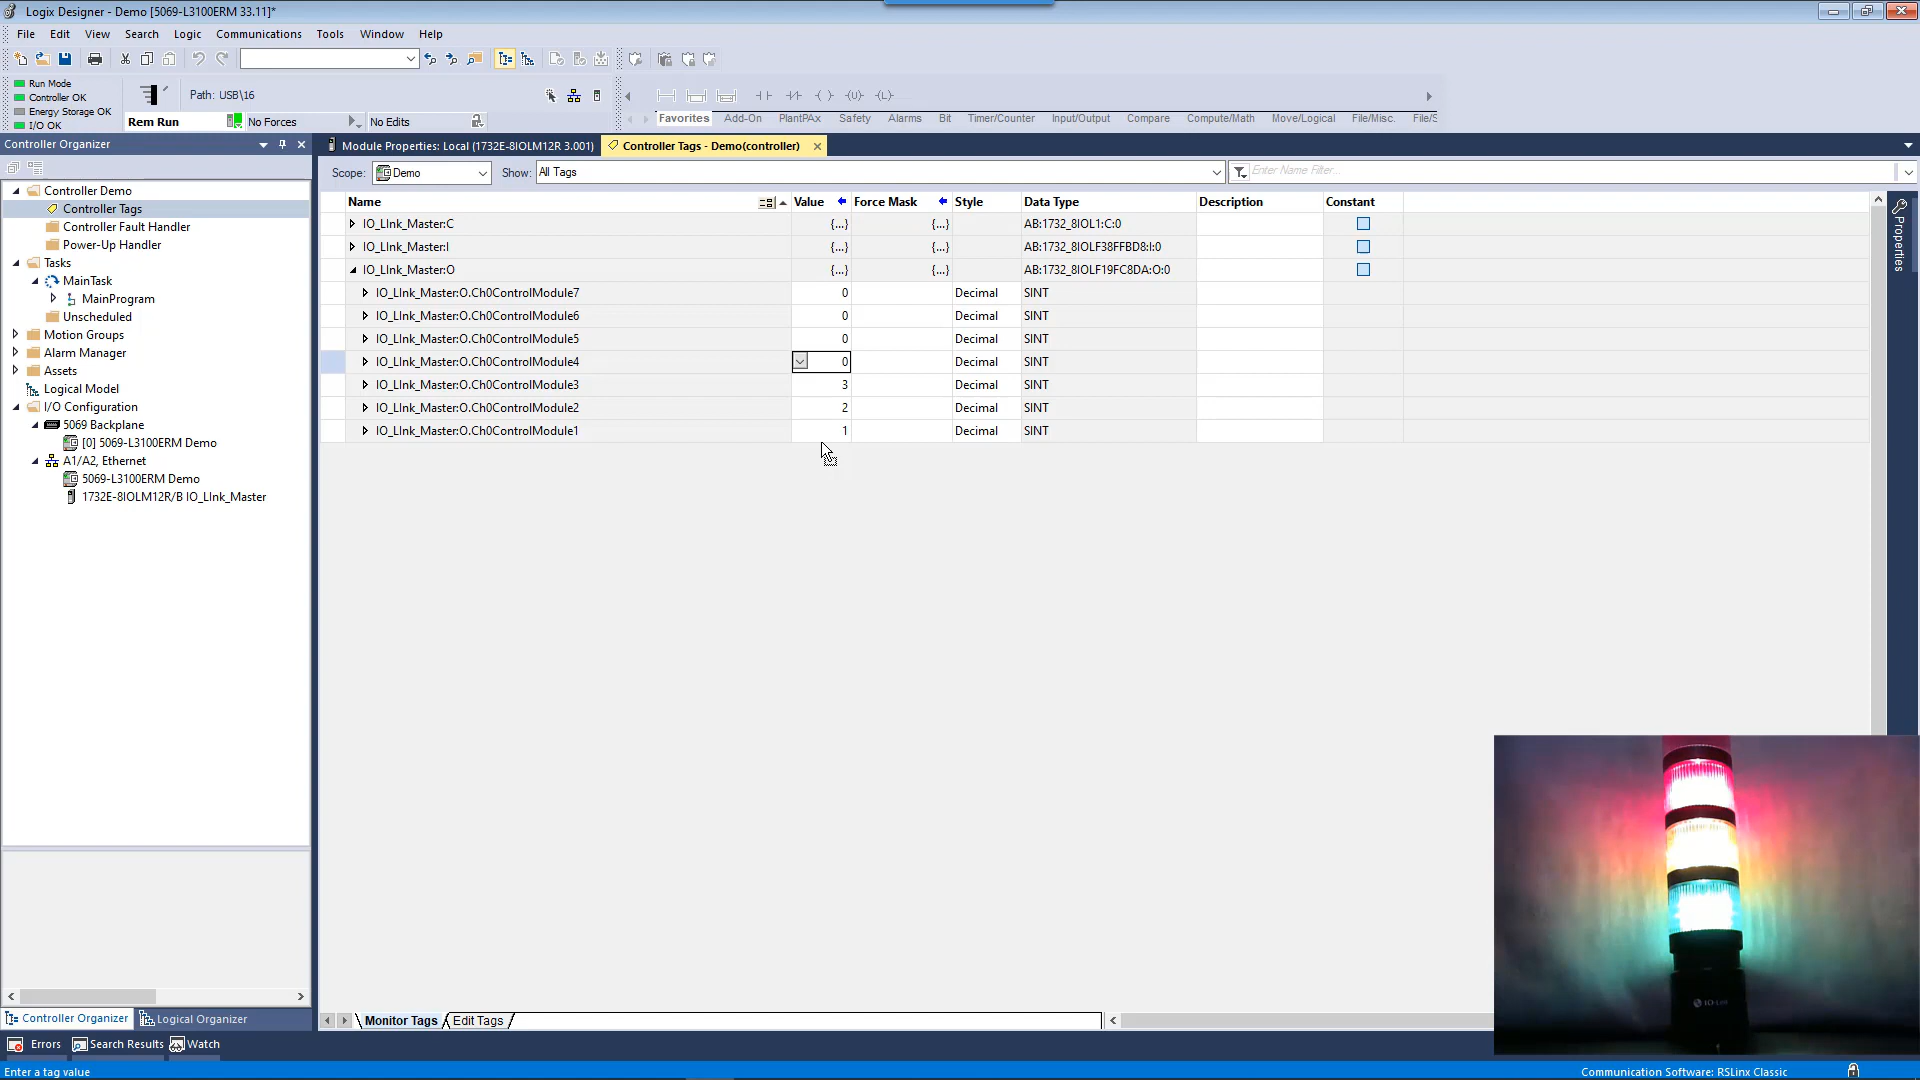 Logix Designer - Demo [5069-L3100ERM 33.11]*
File Edit View Search Logic Communications Tools Window Help
Run Mode
Controller OK
Energy Storage OK
I/O OK
Path: USB\16
Rem Run
No Forces
No Edits
Favorites Add-On PlantPAx Safety Alarms Bit Timer/Counter Input/Output Compare Compute/Math Move/Logical File/Misc. File/S
Controller Organizer
Module Properties: Local (1732E-8IOLM12R 3.001)
Controller Tags - Demo(controller)
Scope: Demo
Show: All Tags
Enter Name Filter...
Controller Demo
Controller Tags
Controller Fault Handler
Power-Up Handler
Tasks
MainTask
MainProgram
Unscheduled
Motion Groups
Alarm Manager
Assets
Logical Model
I/O Configuration
5069 Backplane
[0] 5069-L3100ERM Demo
A1/A2, Ethernet
5069-L3100ERM Demo
1732E-8IOLM12R/B IO_LInk_Master
Name Value Force Mask Style Data Type Description Constant
IO_LInk_Master:C {...} {...} AB:1732_8IOL1:C:0
IO_LInk_Master:I {...} {...} AB:1732_8IOLF38FFBD8:I:0
IO_LInk_Master:O {...} {...} AB:1732_8IOLF19FC8DA:O:0
IO_LInk_Master:O.Ch0ControlModule7 0 Decimal SINT
IO_LInk_Master:O.Ch0ControlModule6 0 Decimal SINT
IO_LInk_Master:O.Ch0ControlModule5 0 Decimal SINT
IO_LInk_Master:O.Ch0ControlModule4 0 Decimal SINT
IO_LInk_Master:O.Ch0ControlModule3 3 Decimal SINT
IO_LInk_Master:O.Ch0ControlModule2 2 Decimal SINT
IO_LInk_Master:O.Ch0ControlModule1 1 Decimal SINT
Properties
IO-Link
Monitor Tags Edit Tags
Controller Organizer Logical Organizer
Errors Search Results Watch
Enter a tag value
Communication Software: RSLinx Classic